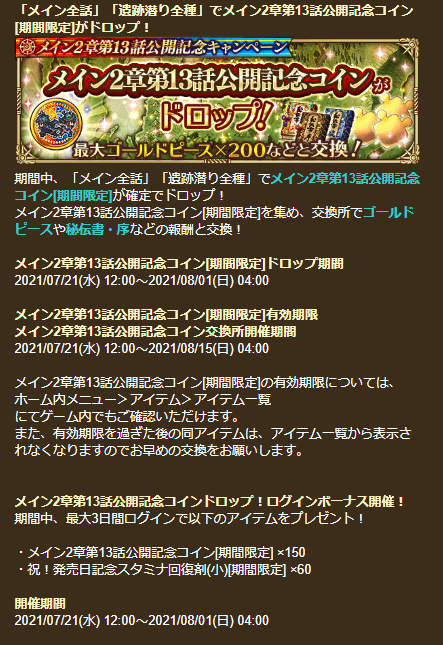 「メイン全話」「遺跡潜り全種」でメイン2章第13話公開記念コイン
[期間限定]がドロップ！
メイン2章第13話公開記念キャンペーン
メイン2章第13話公開記念コインが
ドロップ!
最大ゴールドピース×200などと交換！
期間中、「メイン全話」「遺跡潜り全種」でメイン2章第13話公開記念
コイン[期間限定]が確定でドロップ！
メイン2章第13話公開記念コイン[期間限定]を集め、交換所でゴールド
ピースや秘伝書・序などの報酬と交換！
メイン2章第13話公開記念コイン[期間限定]ドロップ期間
2021/07/21(水) 12:00～2021/08/01(日) 04:00
メイン2章第13話公開記念コイン[期間限定]有効期限
メイン2章第13話公開記念コイン交換所開催期間
2021/07/21(水) 12:00～2021/08/15(日) 04:00
メイン2章第13話公開記念コイン[期間限定]の有効期限については、
ホーム内メニュー＞アイテム＞アイテム一覧
にてゲーム内でもご確認いただけます。
また、有効期限を過ぎた後の同アイテムは、アイテム一覧から表示さ
れなくなりますのでお早めの交換をお願いします。
メイン2章第13話公開記念コインドロップ！ログインボーナス開催！
期間中、最大3日間ログインで以下のアイテムをプレゼント！
・メイン2章第13話公開記念コイン[期間限定] ×150
・祝！発売日記念スタミナ回復剤(小)[期間限定] ×60
開催期間
2021/07/21(水) 12:00～2021/08/01(日) 04:00